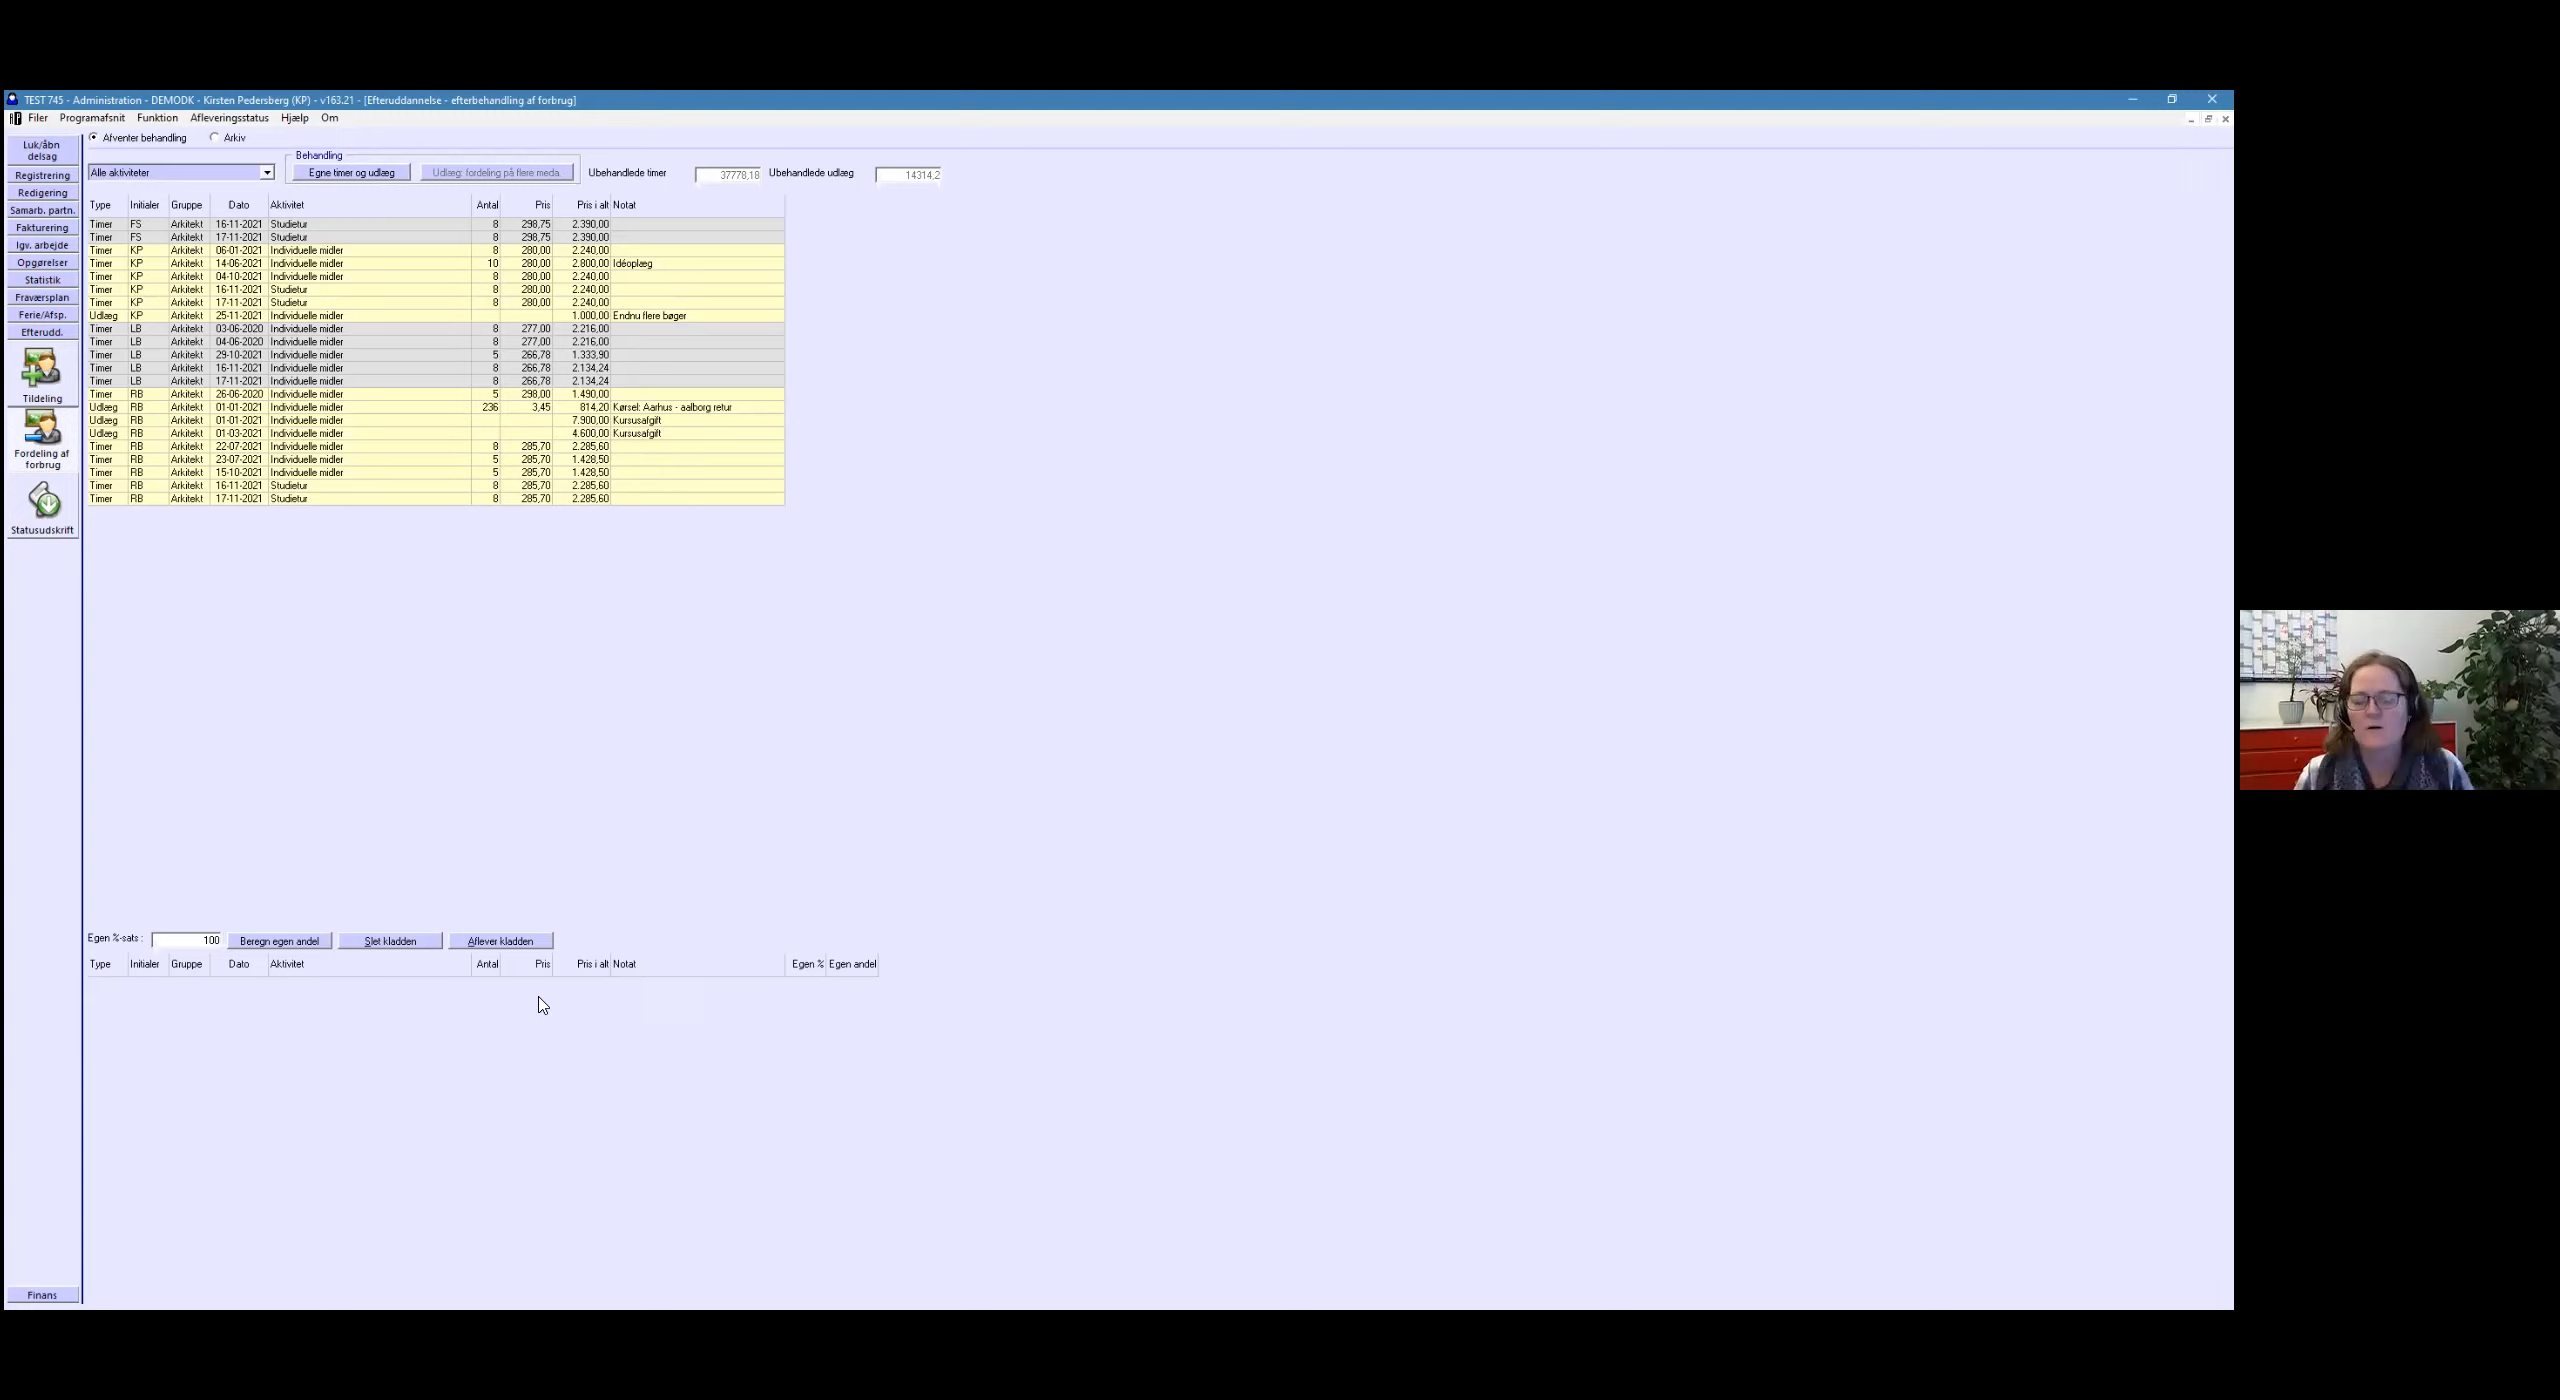 TEST 745 - Administration - DEMODK - Kirsten Pedersberg (KP) - v163.21 - [Efteruddannelse - efterbehandling af forbrug]
Filer Programafsnit Funktion Afleveringsstatus Hjælp Om
Afventer behandling Arkiv
Alle aktiviteter
Behandling
Egne timer og udlæg Udlæg: fordeling på flere meda. Ubehandlede timer 37778,18 Ubehandlede udlæg 14314,2
Luk/åbn
delsag
Registrering
Redigering
Samarb. partn.
Fakturering
Igv. arbejde
Opgørelser
Statistik
Fraværsplan
Ferie/Afsp.
Efterudd.
Tildeling
Fordeling af
forbrug
Statusudskrift
Finans
Type Initialer Gruppe Dato Aktivitet Antal Pris Pris i alt Notat
Timer FS Arkitekt 16-11-2021 Studietur 8 298,75 2.390,00
Timer FS Arkitekt 17-11-2021 Studietur 8 298,75 2.390,00
Timer KP Arkitekt 06-01-2021 Individuelle midler 8 280,00 2.240,00
Timer KP Arkitekt 14-06-2021 Individuelle midler 10 280,00 2.800,00 Idéoplæg
Timer KP Arkitekt 04-10-2021 Individuelle midler 8 280,00 2.240,00
Timer KP Arkitekt 16-11-2021 Studietur 8 280,00 2.240,00
Timer KP Arkitekt 17-11-2021 Studietur 8 280,00 2.240,00
Udlæg KP Arkitekt 25-11-2021 Individuelle midler 1.000,00 Endnu flere bøger
Timer LB Arkitekt 03-06-2020 Individuelle midler 8 277,00 2.216,00
Timer LB Arkitekt 04-06-2020 Individuelle midler 8 277,00 2.216,00
Timer LB Arkitekt 29-10-2021 Individuelle midler 5 266,78 1.333,90
Timer LB Arkitekt 16-11-2021 Individuelle midler 8 266,78 2.134,24
Timer LB Arkitekt 17-11-2021 Individuelle midler 8 266,78 2.134,24
Timer RB Arkitekt 26-06-2020 Individuelle midler 5 298,00 1.490,00
Udlæg RB Arkitekt 01-01-2021 Individuelle midler 236 3,45 814,20 Kørsel: Aarhus - aalborg retur
Udlæg RB Arkitekt 01-01-2021 Individuelle midler 7.900,00 Kursusafgift
Udlæg RB Arkitekt 01-03-2021 Individuelle midler 4.600,00 Kursusafgift
Timer RB Arkitekt 22-07-2021 Individuelle midler 8 285,70 2.285,60
Timer RB Arkitekt 23-07-2021 Individuelle midler 5 285,70 1.428,50
Timer RB Arkitekt 15-10-2021 Individuelle midler 5 285,70 1.428,50
Timer RB Arkitekt 16-11-2021 Studietur 8 285,70 2.285,60
Timer RB Arkitekt 17-11-2021 Studietur 8 285,70 2.285,60
Egen %-sats : 100 Beregn egen andel Slet kladden Aflever kladden
Type Initialer Gruppe Dato Aktivitet Antal Pris Pris i alt Notat Egen % Egen andel